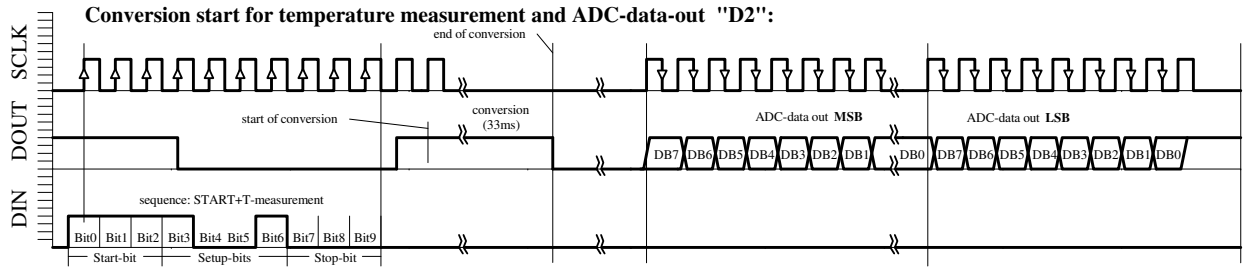 Conversion start for temperature measurement and ADC-data-out "D2":
end of conversion
SCLK
DOUT
start of conversion
conversion
(33ms)
ADC-data out MSB
ADC-data out LSB
DB7 DB6 DB5 DB4 DB3 DB2 DB1 DB0 DB7 DB6 DB5 DB4 DB3 DB2 DB1 DB0
DIN
sequence: START+T-measurement
Bit0 Bit1 Bit2 Bit3 Bit4 Bit5 Bit6 Bit7 Bit8 Bit9
Start-bit Setup-bits Stop-bit